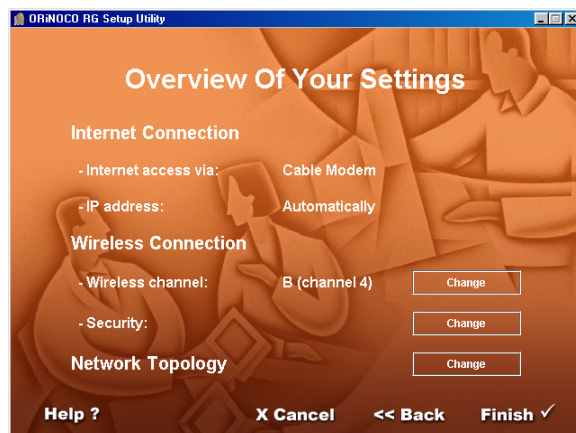 ORiNOCO RG Setup Utility
Overview Of Your Settings
Internet Connection
- Internet access via: Cable Modem
- IP address: Automatically
Wireless Connection
- Wireless channel: B (channel 4) Change
- Security: Change
Network Topology Change
Help ? X Cancel << Back Finish ✓